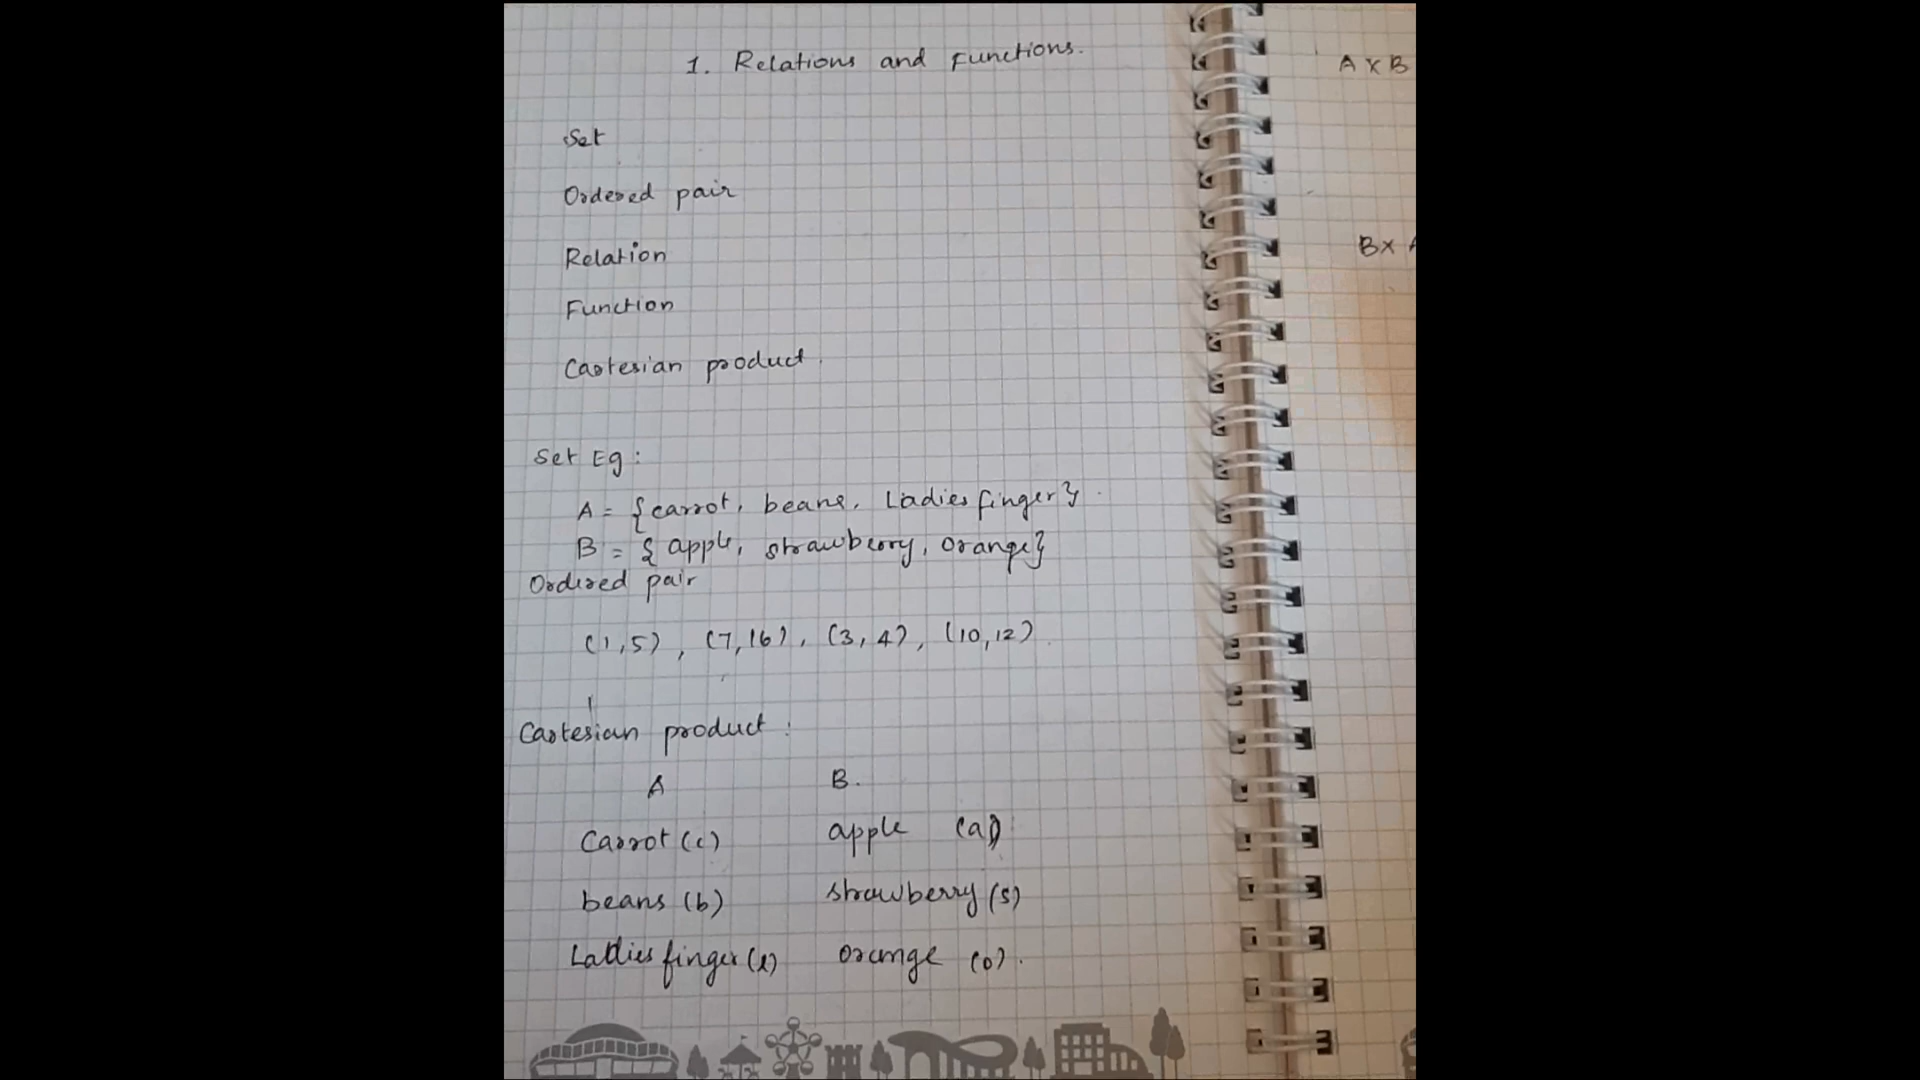 1. Relations and Functions.
Set
Ordered pair
Relation
Function
Cartesian product.
Set Eg:
A = {carrot, beans, Ladies finger}.
B = { apple, strawberry, orange}
Ordered pair
(1,5), (7,16), (3,4), (10,12).
Cartesian product:
A B.
Carrot (c) apple (a)
beans (b) strawberry (s)
Ladies finger (l) orange (o).
A X B
B X